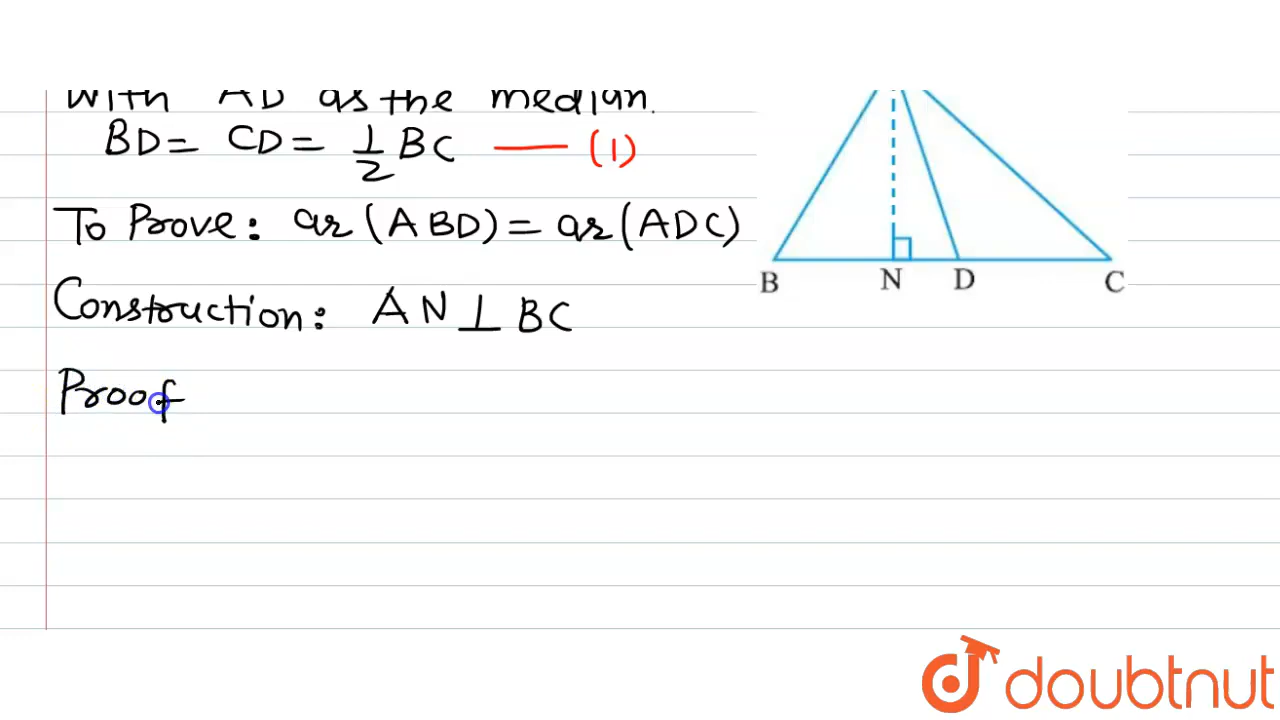 With AD as the median.
BD = CD = 1/2 BC — (1)
To Prove: ar (ABD) = ar (ADC)
Construction: AN ⊥ BC
Proof
B N D C
doubtnut